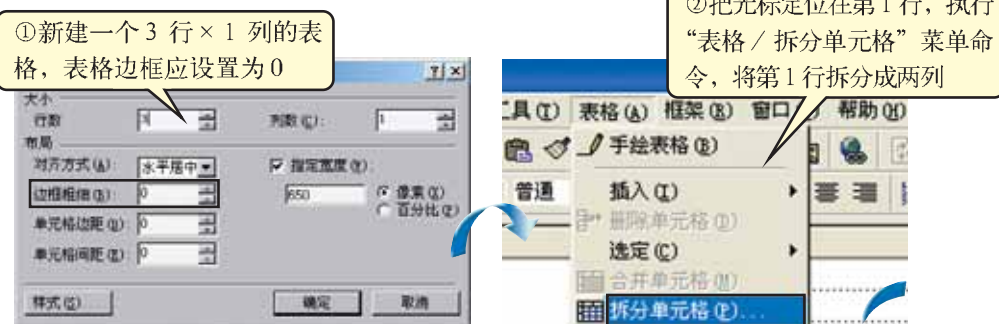 ①新建一个3 行× 1 列的表
格，表格边框应设置为0
大小
行数 3 列数(C): 1
布局
对齐方式(A): 水平居中 指定宽度(Y):
边框粗细(B): 0 650 像素(X)
百分比(P)
单元格边距(Q): 0
单元格间距(E): 0
样式(S) 确定 取消
②把光标定位在第1行，执行
“表格／拆分单元格”菜单命
令，将第1行拆分成两列
工具(T) 表格(A) 框架(R) 窗口 帮助(H)
手绘表格(B)
普通 插入(I)
删除单元格(D)
选定(C)
合并单元格(M)
拆分单元格(P)...